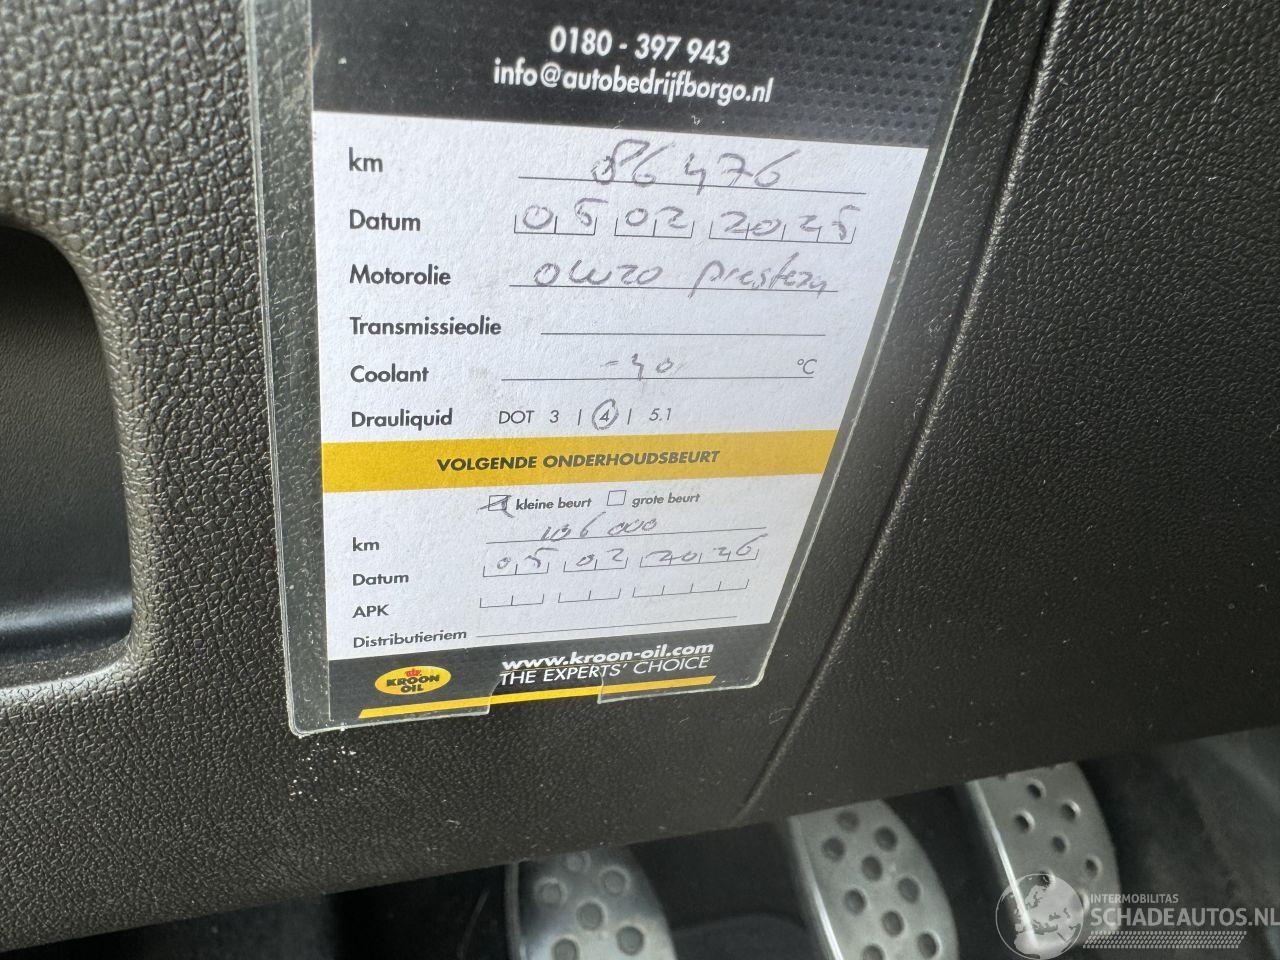 0180 - 397 943
info@autobedrijfborgo.nl
km 86476
Datum 05 02 2025
Motorolie 0W20 presteza
Transmissieolie
Coolant -40 °C
Drauliquid DOT 3 | 4 | 5.1
VOLGENDE ONDERHOUDSBEURT
kleine beurt grote beurt
km 106000
Datum 05 02 2026
APK
Distributieriem
KROON OIL
www.kroon-oil.com
THE EXPERTS' CHOICE
INTERMOBILITAS
SCHADEAUTOS.NL